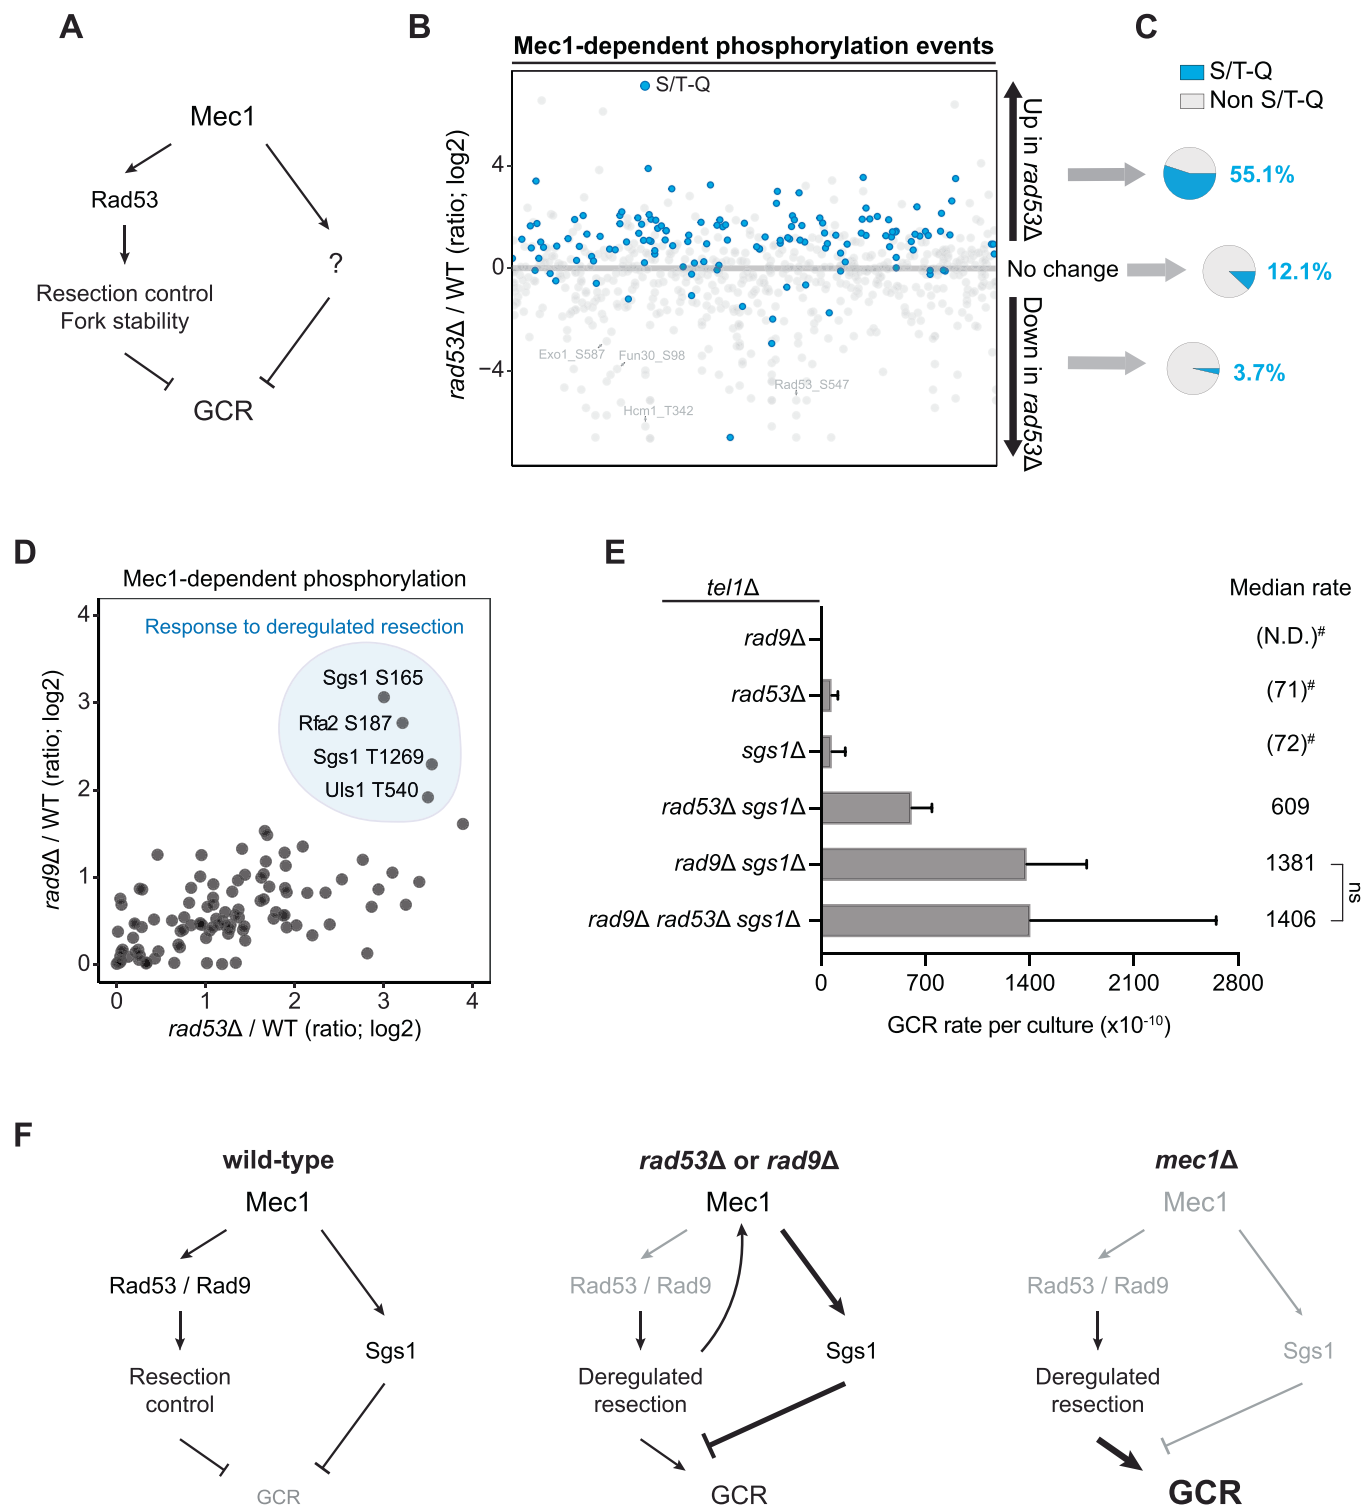 A
Mec1
Rad53
?
Resection control
Fork stability
GCR
B
Mec1-dependent phosphorylation events
S/T-Q
rad53Δ / WT (ratio; log2)
4
0
−4
Exo1_S587
Fun30_S98
Rad53_S547
Hcm1_T342
Up in rad53Δ
No change
Down in rad53Δ
C
S/T-Q
Non S/T-Q
55.1%
12.1%
3.7%
D
Mec1-dependent phosphorylation
Response to deregulated resection
Sgs1 S165
Rfa2 S187
Sgs1 T1269
Uls1 T540
rad9Δ / WT (ratio; log2)
4
3
2
1
0
0 1 2 3 4
rad53Δ / WT (ratio; log2)
E
tel1Δ
Median rate
rad9Δ
(N.D.)#
rad53Δ
(71)#
sgs1Δ
(72)#
rad53Δ sgs1Δ
609
rad9Δ sgs1Δ
1381
rad9Δ rad53Δ sgs1Δ
1406
ns
0 700 1400 2100 2800
GCR rate per culture (x10-10)
F
wild-type
Mec1
Rad53 / Rad9
Sgs1
Resection
control
GCR
rad53Δ or rad9Δ
Mec1
Rad53 / Rad9
Sgs1
Deregulated
resection
GCR
mec1Δ
Mec1
Rad53 / Rad9
Sgs1
Deregulated
resection
GCR